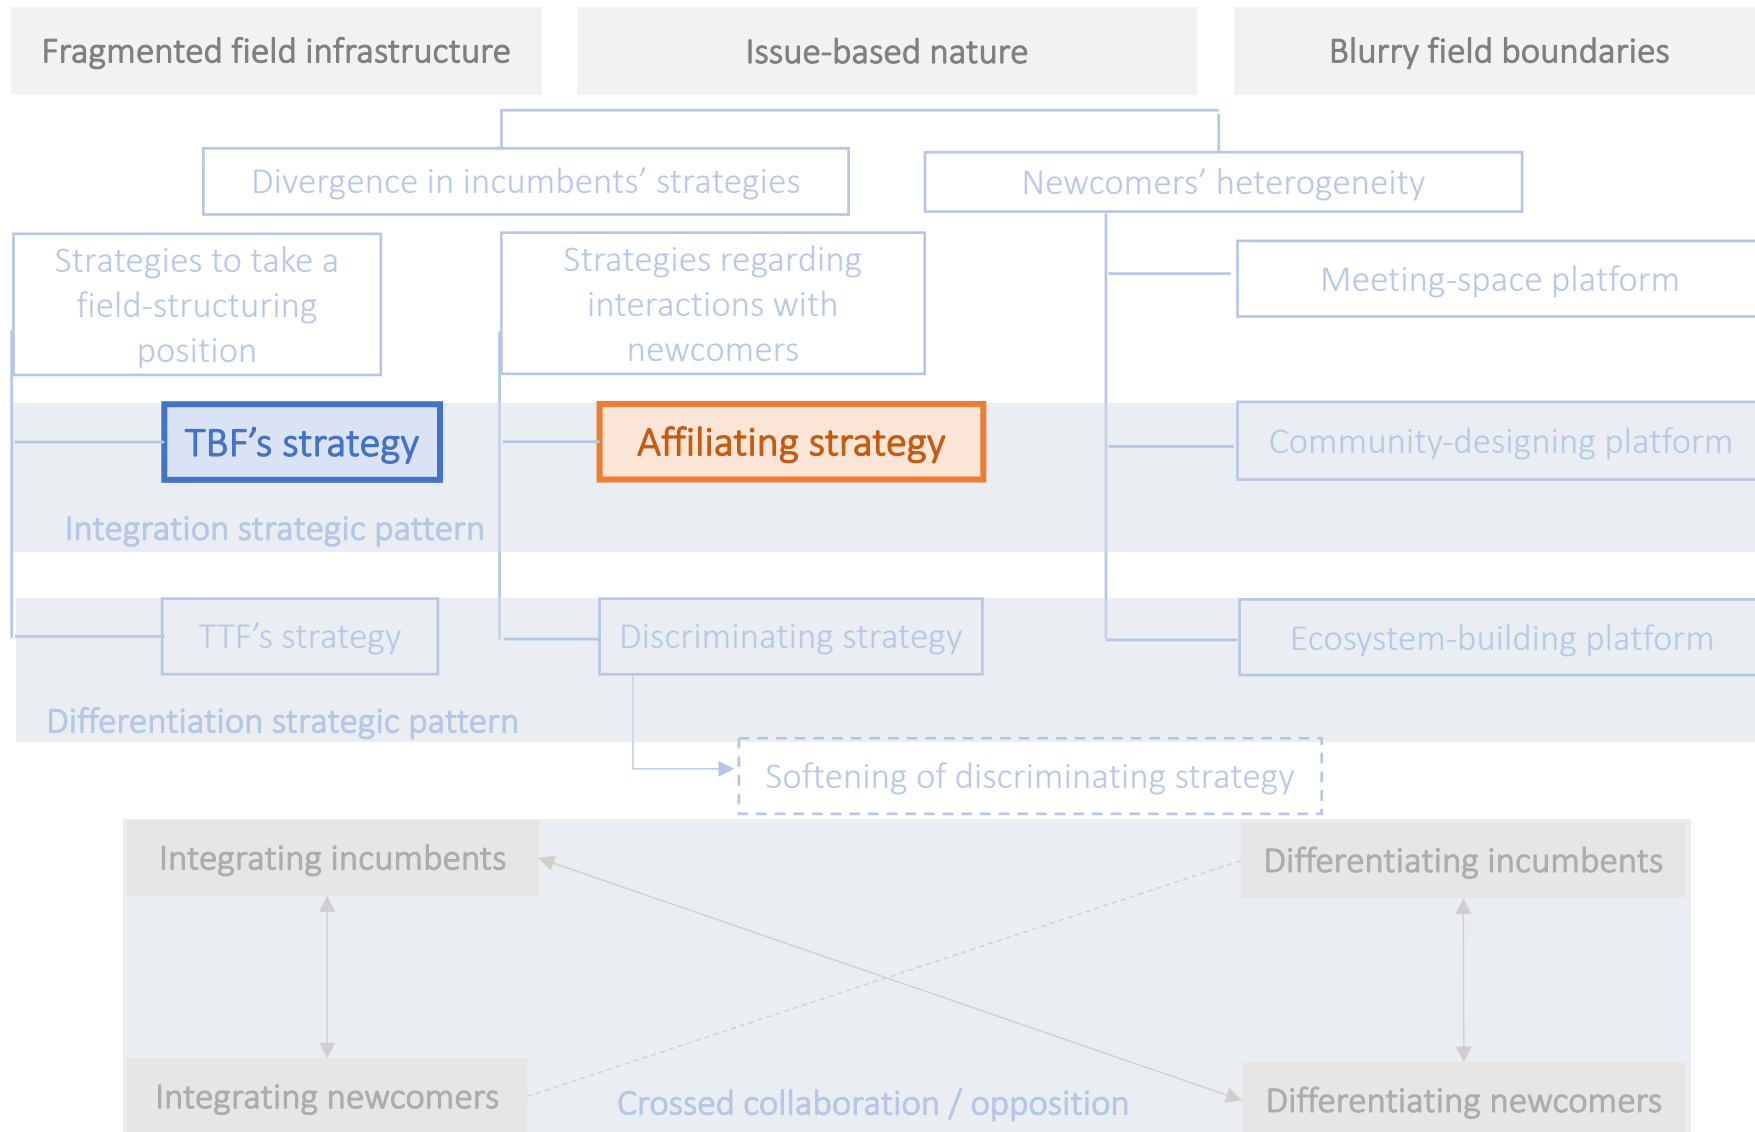 Fragmented field infrastructure
Issue-based nature
Blurry field boundaries
Divergence in incumbents’ strategies
Newcomers’ heterogeneity
Strategies to take a
field-structuring
position
Strategies regarding
interactions with
newcomers
Meeting-space platform
TBF’s strategy
Affiliating strategy
Community-designing platform
Integration strategic pattern
TTF’s strategy
Discriminating strategy
Ecosystem-building platform
Differentiation strategic pattern
Softening of discriminating strategy
Integrating incumbents
Differentiating incumbents
Integrating newcomers
Crossed collaboration / opposition
Differentiating newcomers